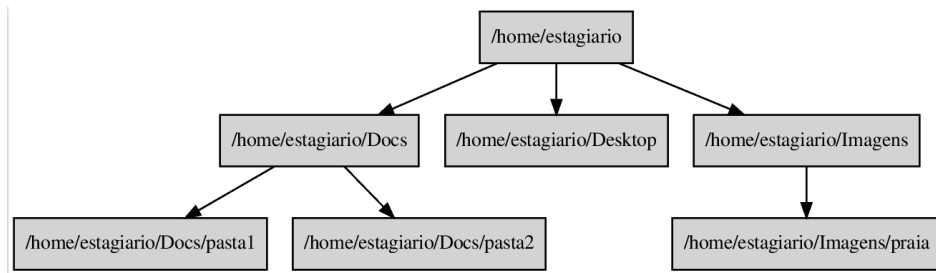 /home/estagiario
/home/estagiario/Docs
/home/estagiario/Desktop
/home/estagiario/Imagens
/home/estagiario/Docs/pasta1
/home/estagiario/Docs/pasta2
/home/estagiario/Imagens/praia